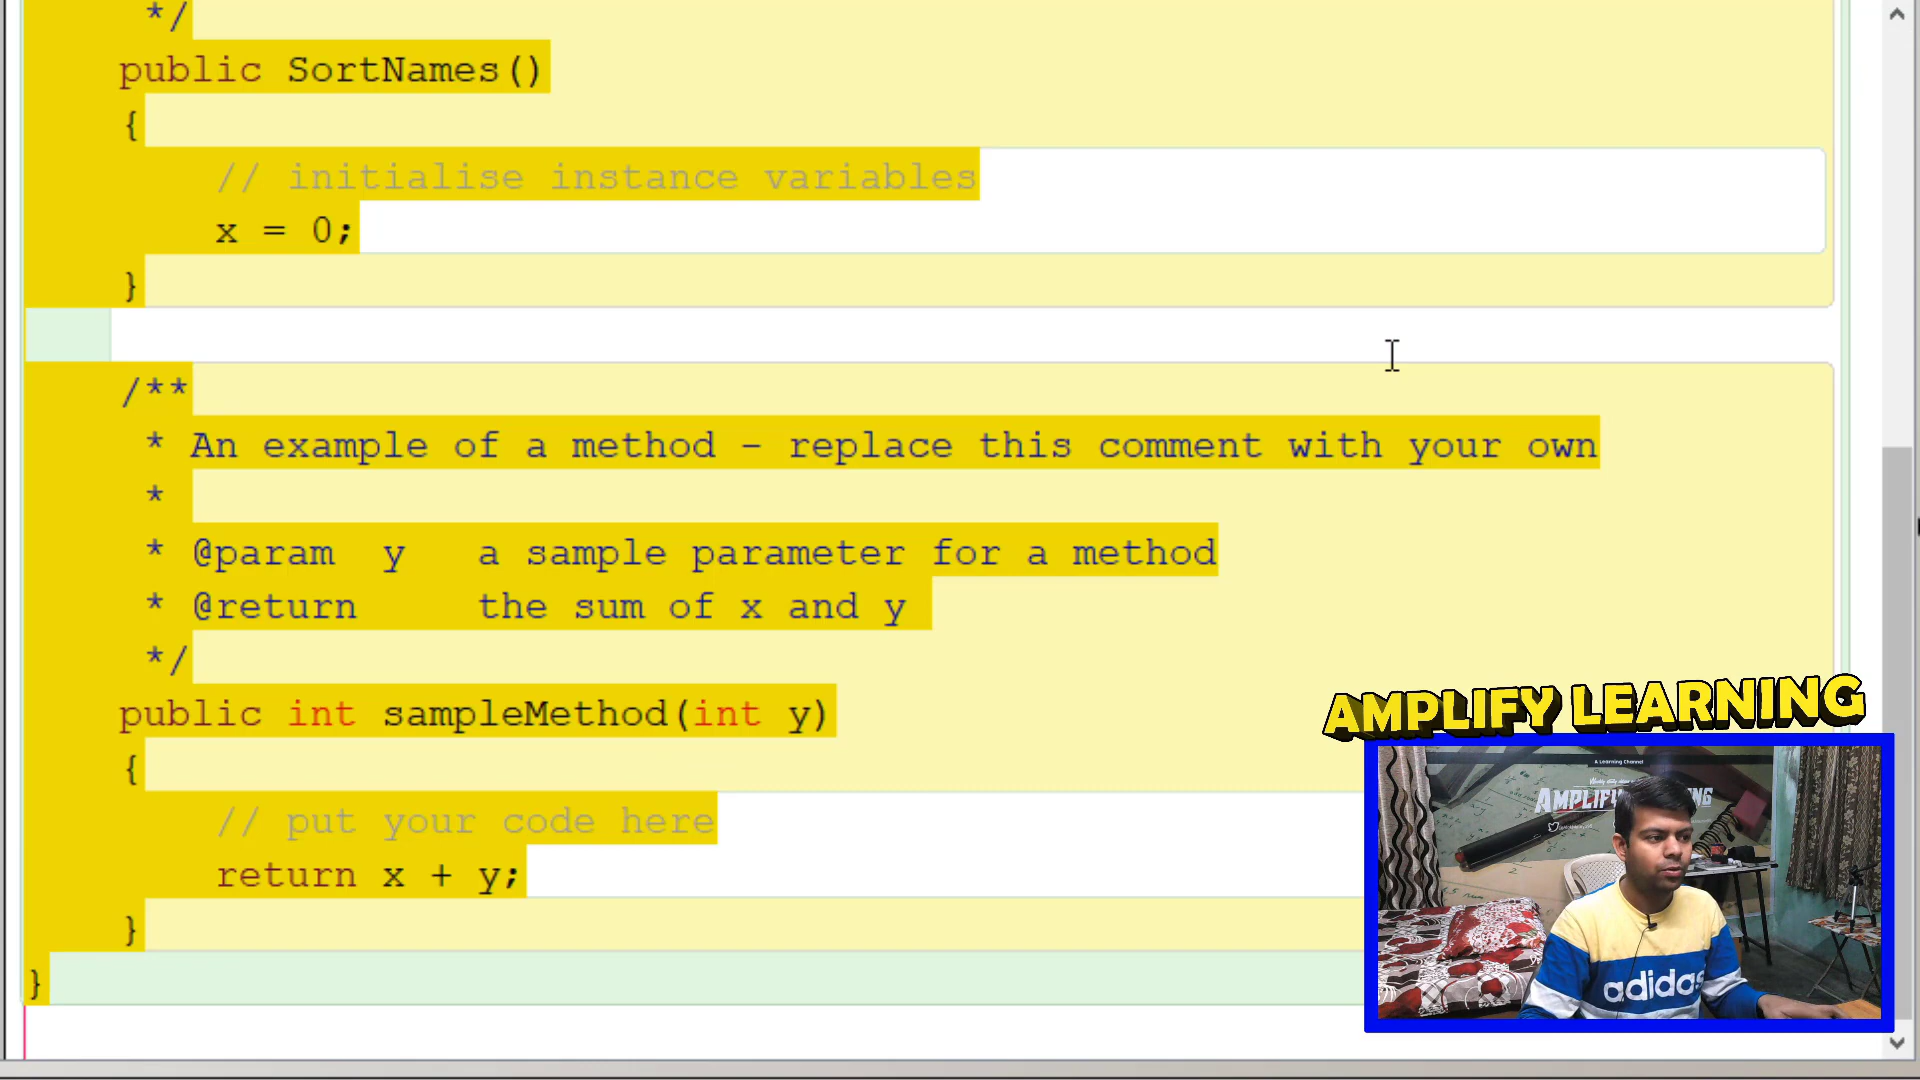 */
public SortNames()
{
// initialise instance variables
x = 0;
}
/**
* An example of a method - replace this comment with your own
*
* @param  y   a sample parameter for a method
* @return     the sum of x and y
*/
public int sampleMethod(int y)
{
// put your code here
return x + y;
}
}
AMPLIFY LEARNING
A Learning Channel
adidas